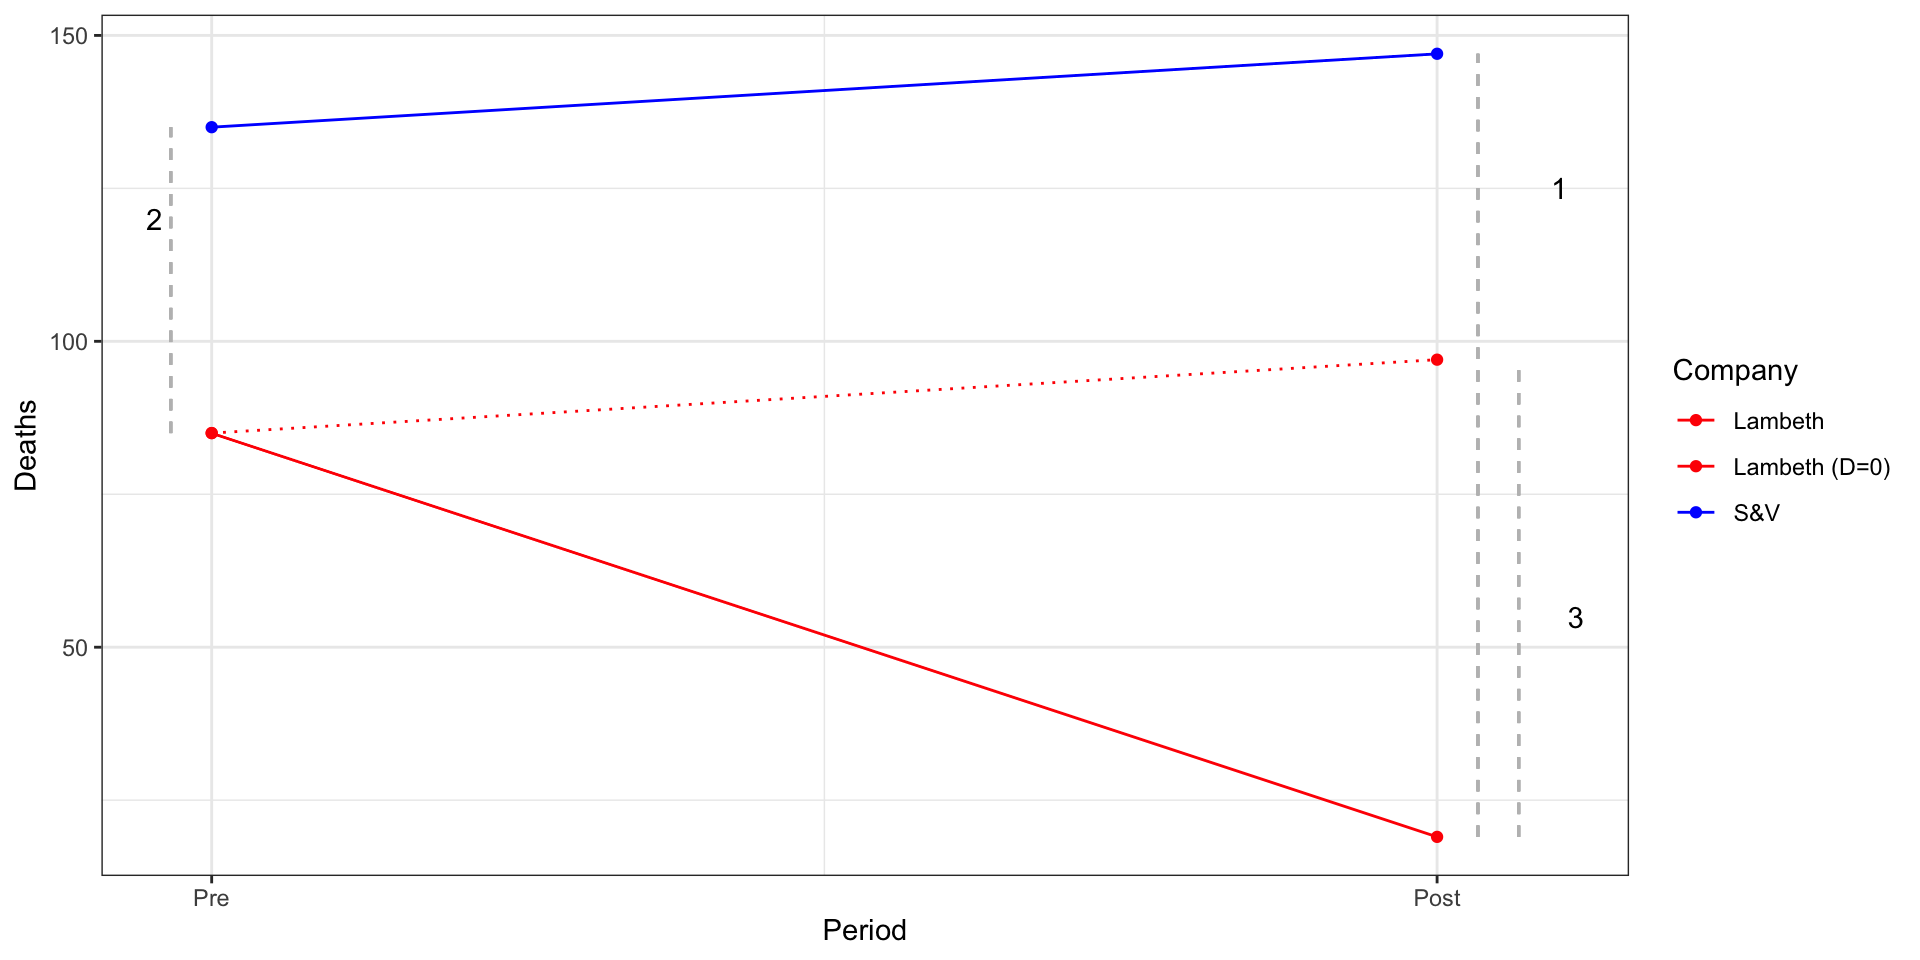 150
100
50
Deaths
2
1
3
Pre
Post
Period
Company
Lambeth
Lambeth (D=0)
S&V